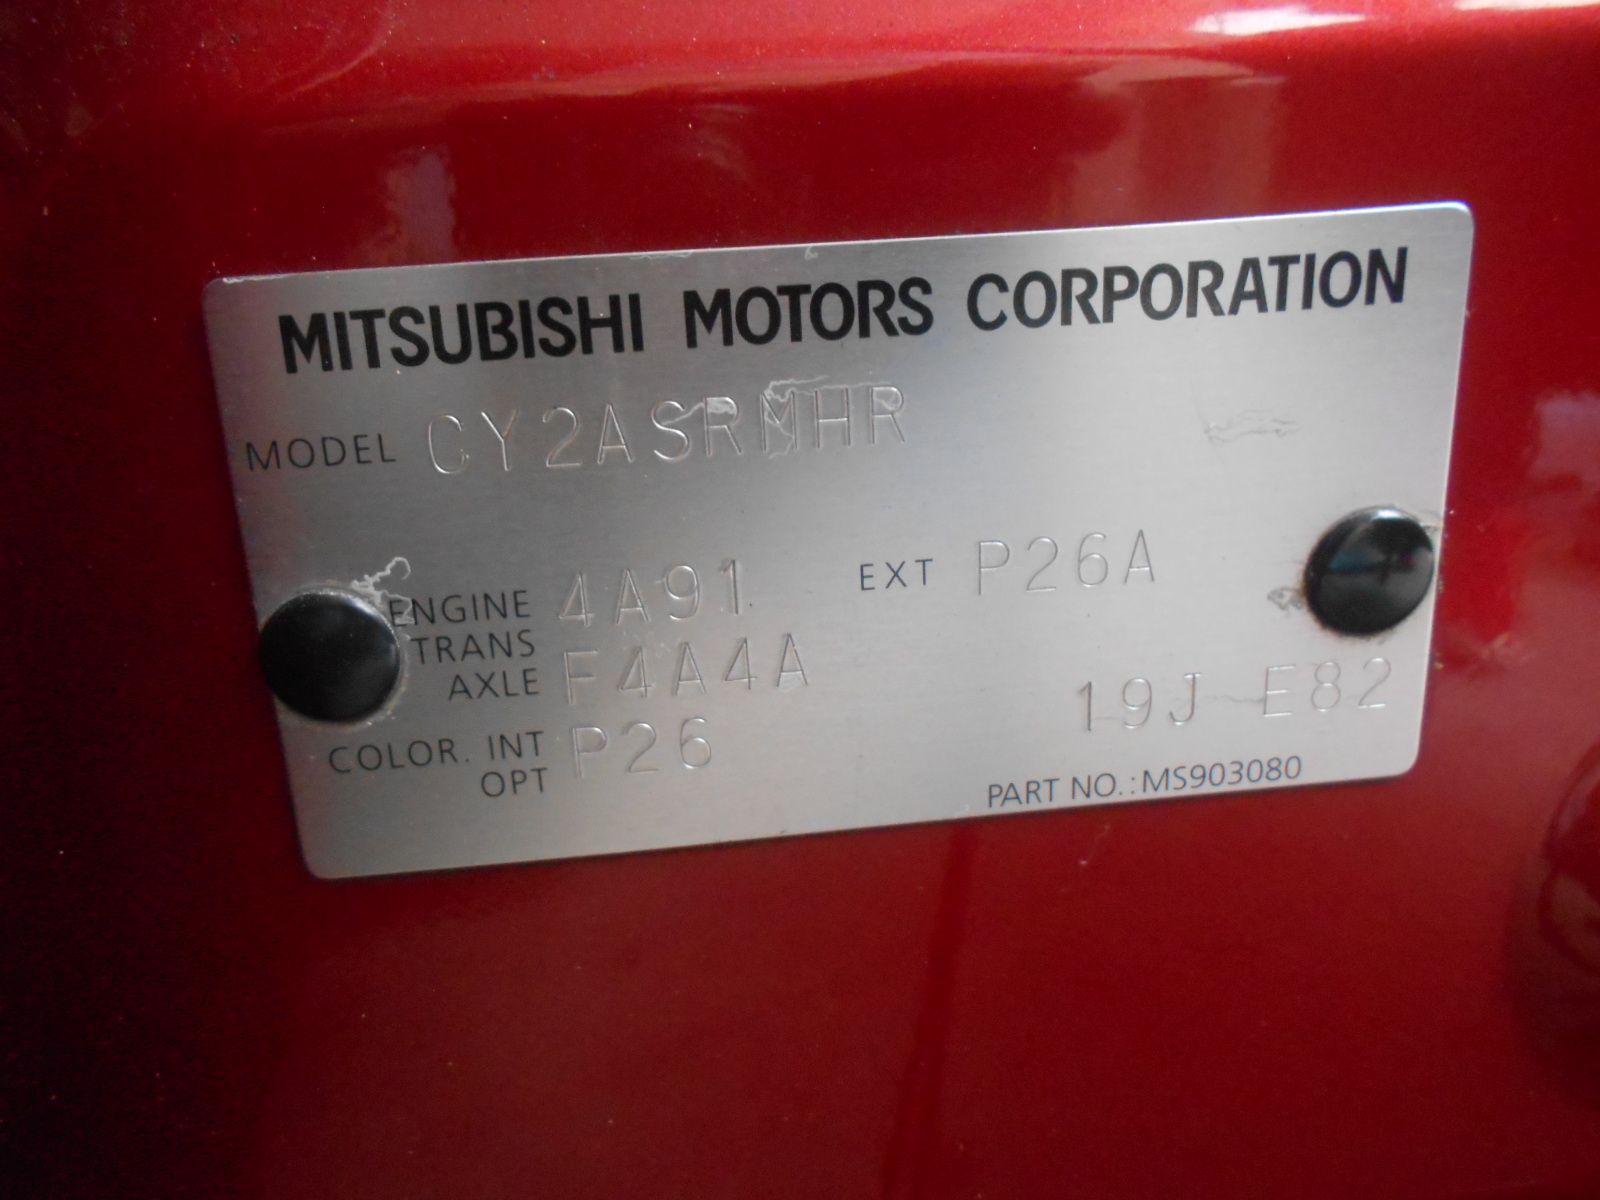 MITSUBISHI MOTORS CORPORATION
MODEL CY2ASRMHR
ENGINE 4A91 EXT P26A
TRANS
AXLE F4A4A
COLOR. INT P26 19J E82
OPT
PART NO.: MS903080